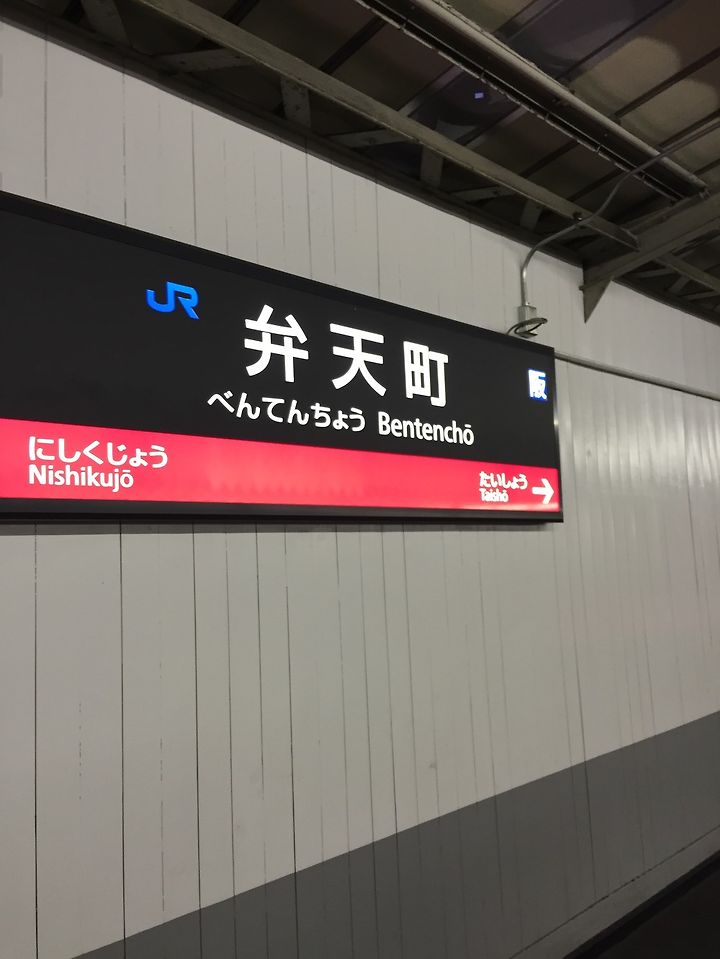 JR
弁天町
阪
べんてんちょう Bentenchō
にしくじょう
Nishikujō
たいしょう
Taishō